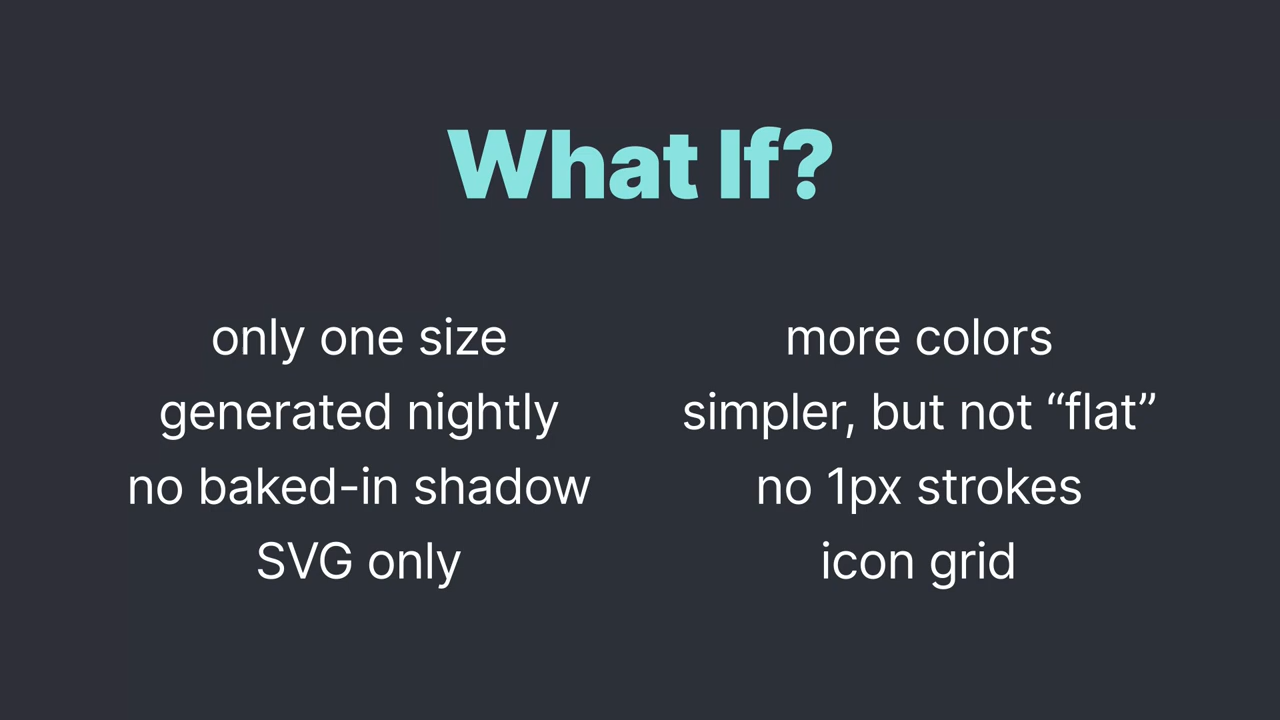 What If?
only one size
generated nightly
no baked-in shadow
SVG only
more colors
simpler, but not “flat”
no 1px strokes
icon grid